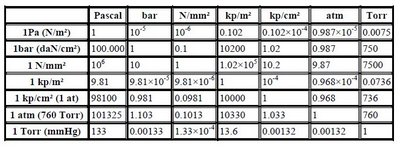 Pascal bar N/mm² kp/m² kp/cm² atm Torr
1Pa (N/m²) 1 10⁻⁵ 10⁻⁶ 0.102 0.102×10⁻⁴ 0.987×10⁻⁵ 0.0075
1bar (daN/cm²) 100.000 1 0.1 10200 1.02 0.987 750
1 N/mm² 10⁶ 10 1 1.02×10⁵ 10.2 9.87 7500
1 kp/m² 9.81 9.81×10⁻⁵ 9.81×10⁻⁶ 1 10⁻⁴ 0.968×10⁻⁴ 0.0736
1 kp/cm² (1 at) 98100 0.981 0.0981 10000 1 0.968 736
1 atm (760 Torr) 101325 1.103 0.1013 10330 1.033 1 760
1 Torr (mmHg) 133 0.00133 1.33×10⁻⁴ 13.6 0.00132 0.00132 1